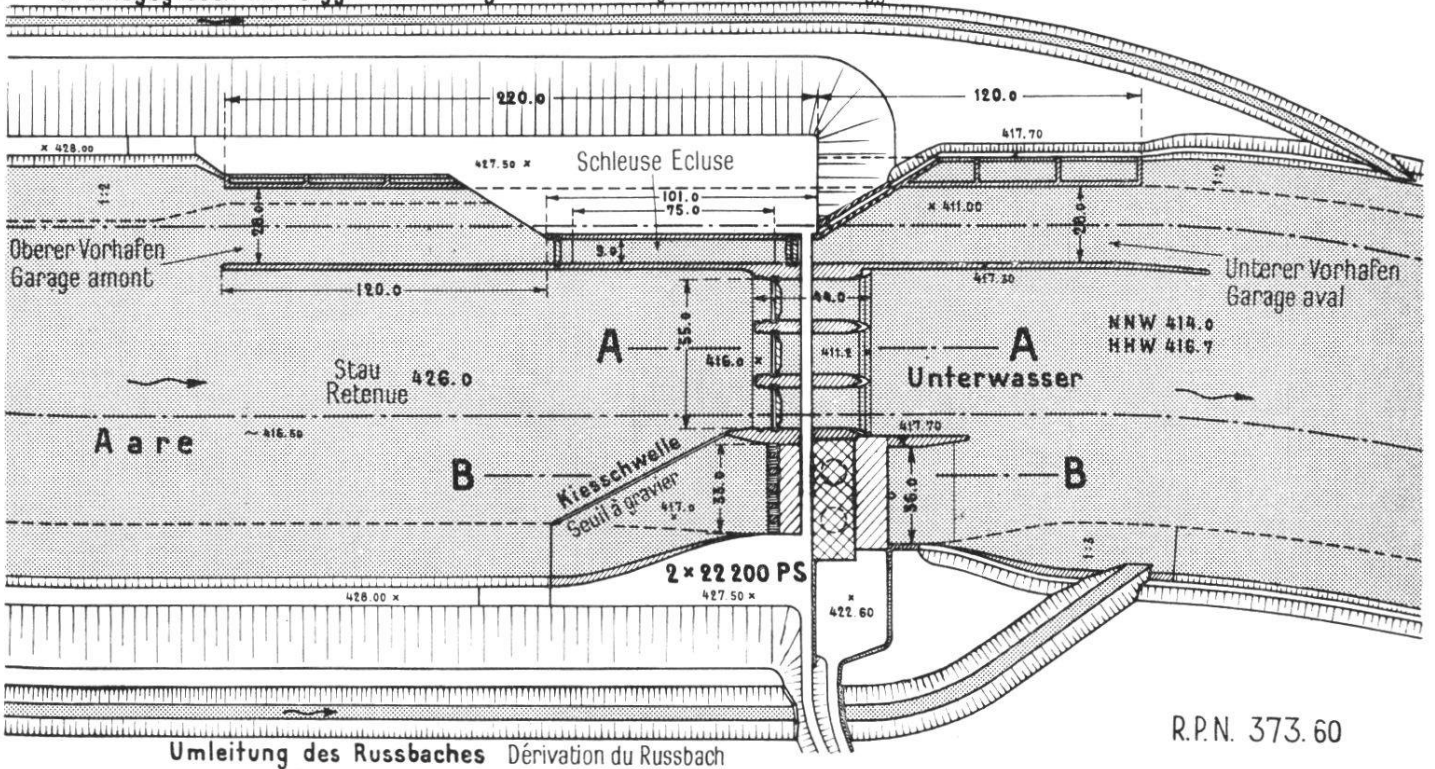 220.0
120.0
× 428.00
427.50 ×
Schleuse Ecluse
417.70
1:2
28.0
101.0
75.0
9.0
× 411.00
28.0
1:2
Oberer Vorhafen
Garage amont
120.0
44.0
417.30
Unterer Vorhafen
Garage aval
A
55.0
416.0 ×
411.2 ×
A
NNW 414.0
HHW 416.7
Stau 426.0
Retenue
Unterwasser
Aare
~ 416.50
417.70
B
Kiesschwelle
Seuil à gravier
417.0
×
33.0
36.0
B
1:3
2 × 22 200 PS
428.00 ×
427.50 ×
×
422.60
Umleitung des Russbaches Dérivation du Russbach
R.P.N. 373.60